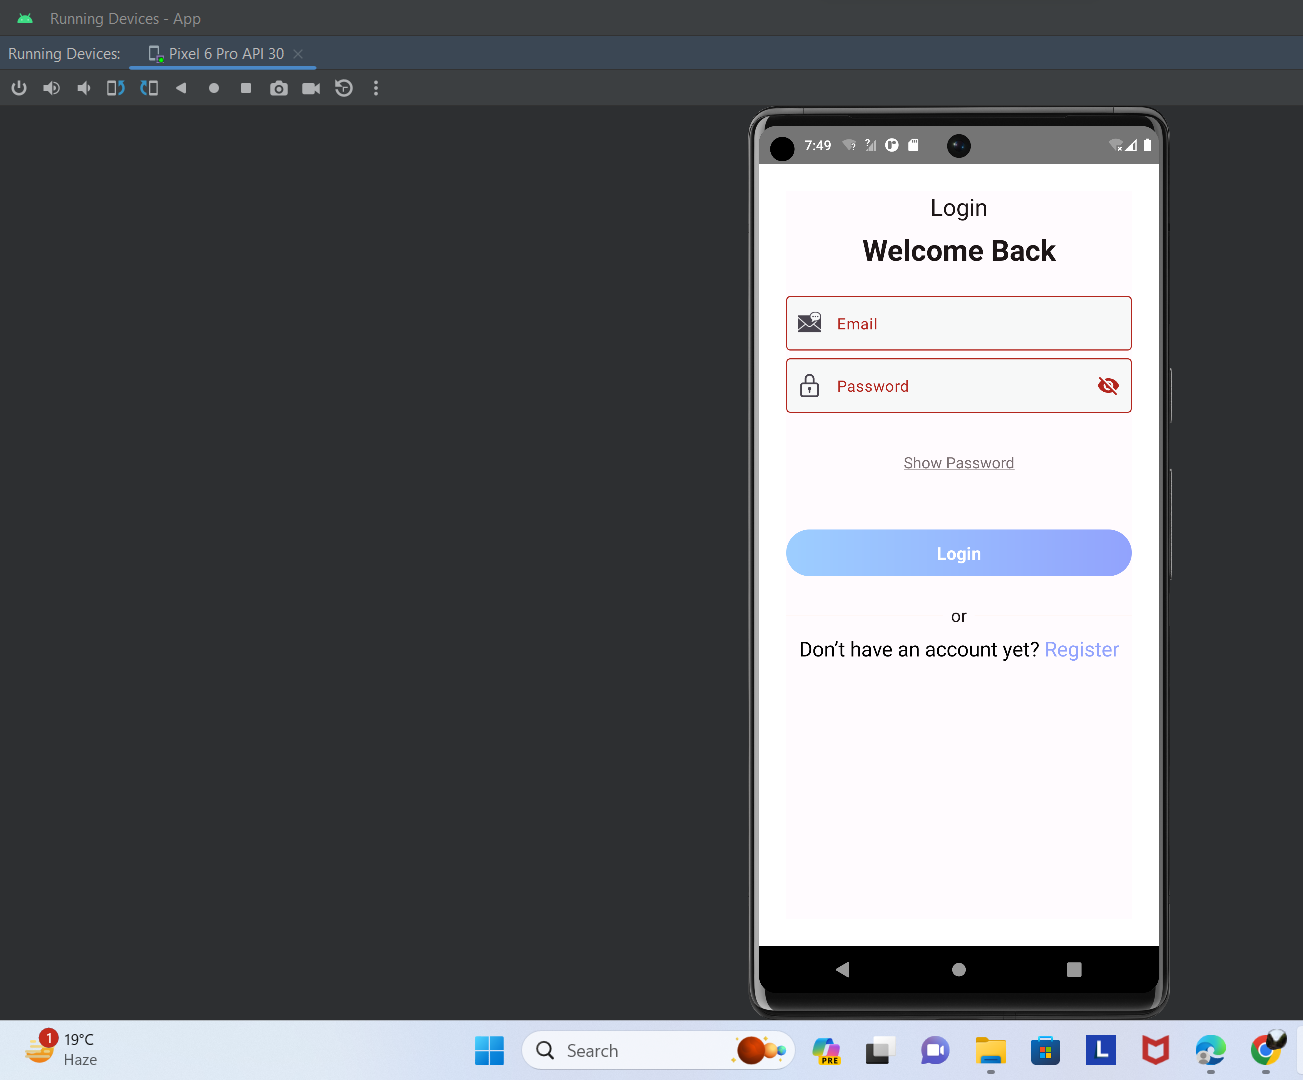 Running Devices - App
Running Devices:
Pixel 6 Pro API 30
7:49
Login
Welcome Back
Email
Password
Show Password
Login
or
Don’t have an account yet? Register
1
19°C
Haze
Search
PRE
L